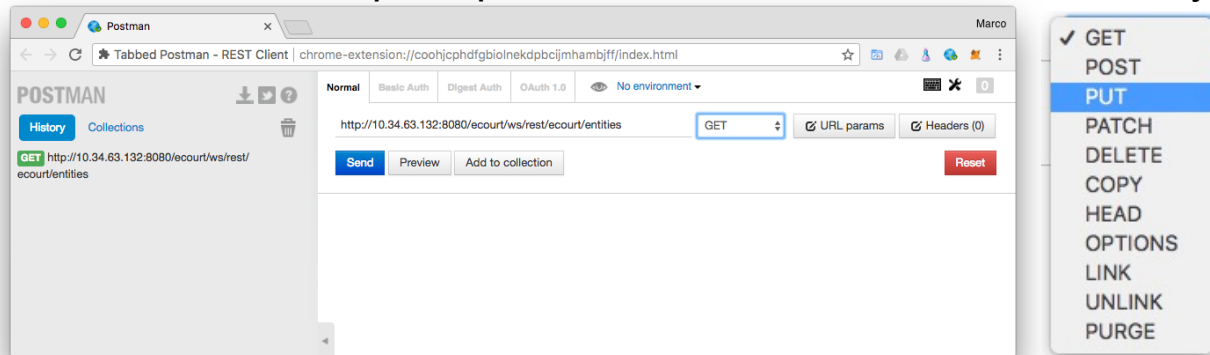 Postman
Marco
Tabbed Postman - REST Client
chrome-extension://coohjcphdfgbiolnekdpbcijmhambjff/index.html
POSTMAN
History
Collections
GET http://10.34.63.132:8080/ecourt/ws/rest/
ecourt/entities
Normal
Basic Auth
Digest Auth
OAuth 1.0
No environment
0
http://10.34.63.132:8080/ecourt/ws/rest/ecourt/entities
GET
URL params
Headers (0)
Send
Preview
Add to collection
Reset
✓ GET
POST
PUT
PATCH
DELETE
COPY
HEAD
OPTIONS
LINK
UNLINK
PURGE